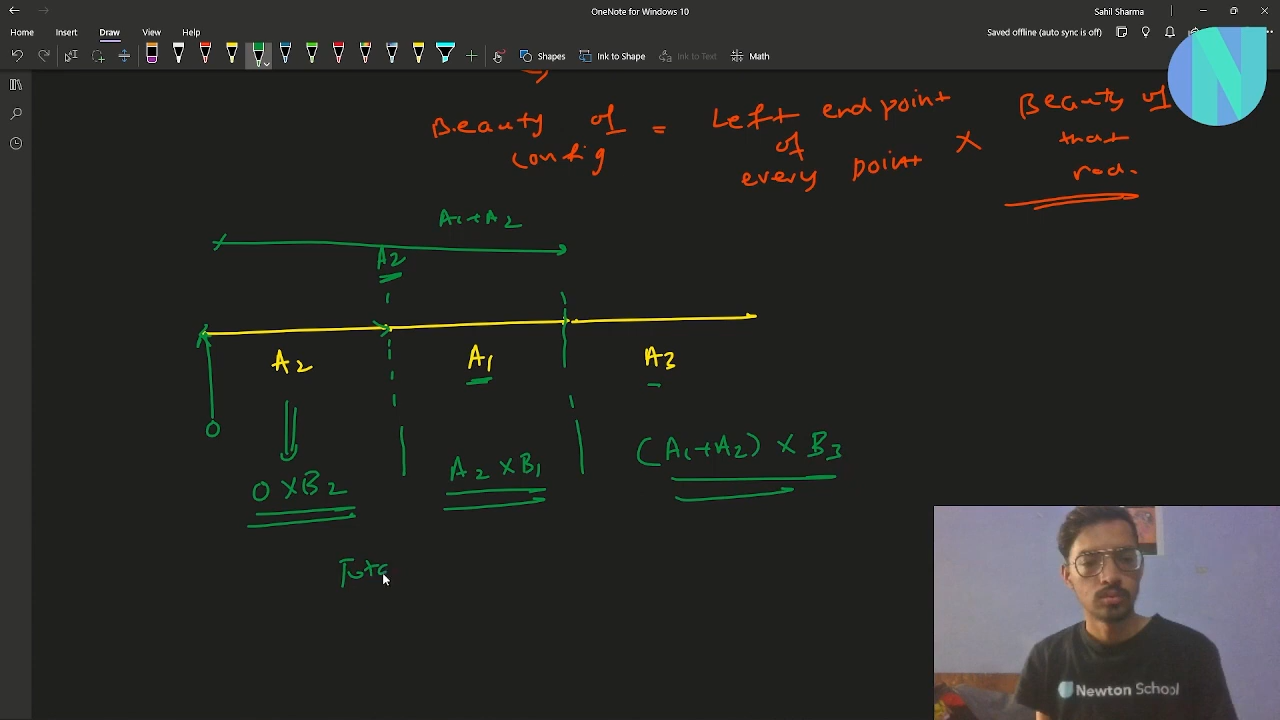 OneNote for Windows 10
Sahil Sharma
Home
Insert
Draw
View
Help
Saved offline (auto sync is off)
Shapes
Ink to Shape
Ink to Text
Math
Beauty of config = Left end point of every point × Beauty of that rod.
A1+A2
A2
A2
A1
A3
0
0 × B2
A2 × B1
(A1+A2) × B3
Tota
Newton School